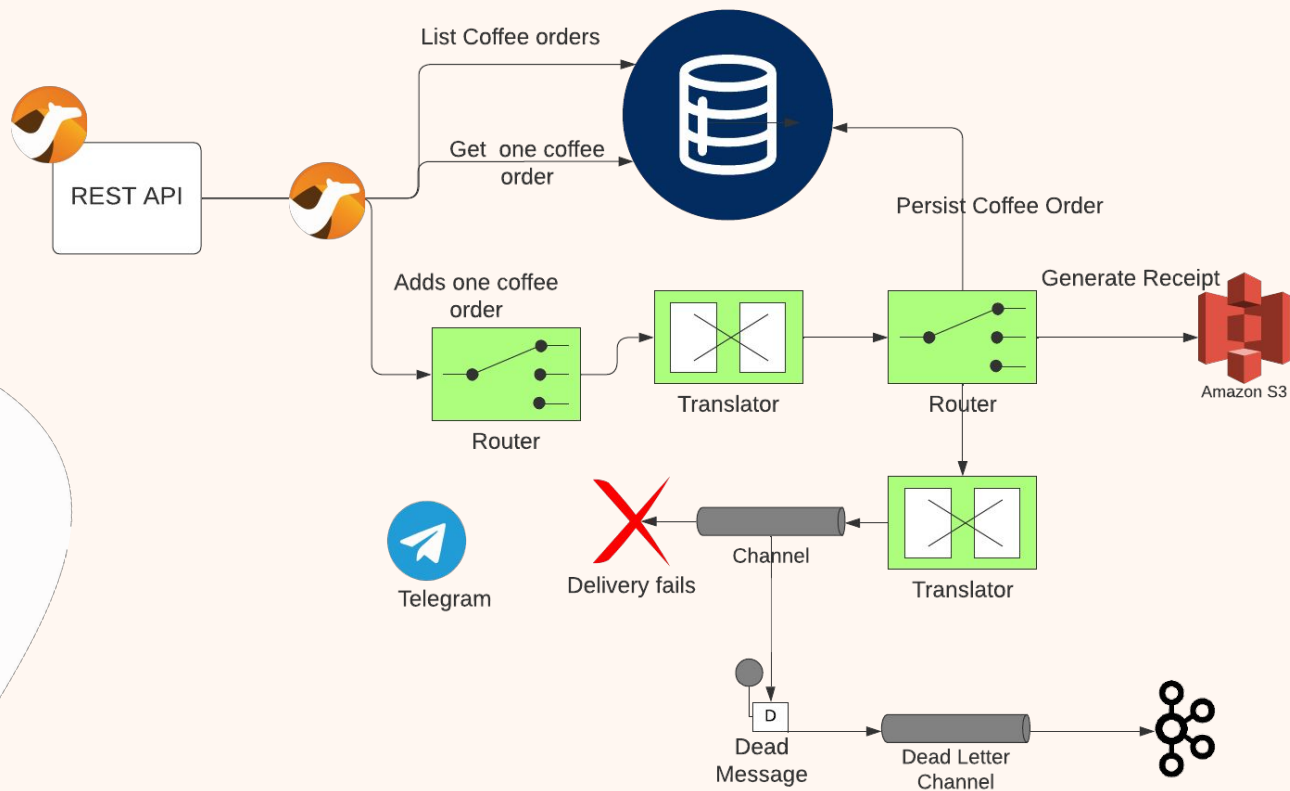 List Coffee orders
Get one coffee
order
REST API
Persist Coffee Order
Adds one coffee
order
Generate Receipt
Amazon S3
Router
Translator
Router
Channel
Delivery fails
Telegram
Translator
D
Dead
Message
Dead Letter
Channel